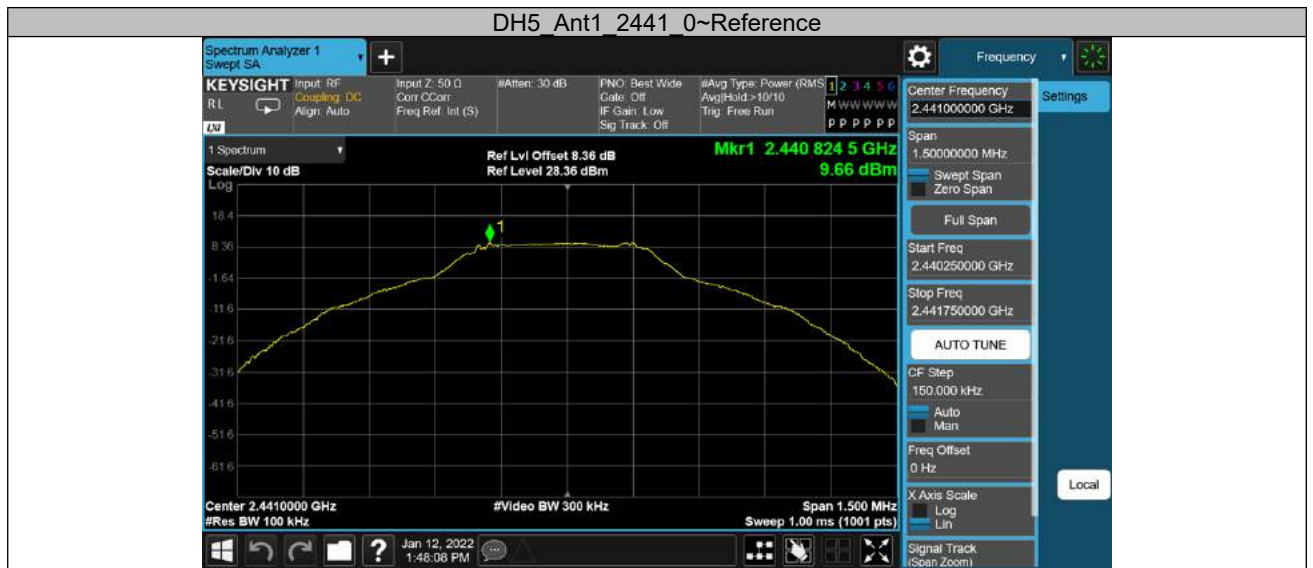 DH5_Ant1_2441_0~Reference
Spectrum Analyzer 1
Swept SA
+
Frequency
KEYSIGHT
RL
LXI
Input: RF
Coupling: DC
Align: Auto
Input Z: 50 Ω
Corr CCorr
Freq Ref: Int (S)
#Atten: 30 dB
PNO: Best Wide
Gate: Off
IF Gain: Low
Sig Track: Off
#Avg Type: Power (RMS
Avg|Hold:>10/10
Trig: Free Run
1 2 3 4 5 6
M W W W W W
P P P P P P
1 Spectrum
Scale/Div 10 dB
Log
Ref Lvl Offset 8.36 dB
Ref Level 28.36 dBm
Mkr1 2.440 824 5 GHz
9.66 dBm
1
18.4
8.36
-1.64
-11.6
-21.6
-31.6
-41.6
-51.6
-61.6
Center 2.4410000 GHz
#Res BW 100 kHz
#Video BW 300 kHz
Span 1.500 MHz
Sweep 1.00 ms (1001 pts)
Center Frequency
2.441000000 GHz
Settings
Span
1.50000000 MHz
Swept Span
Zero Span
Full Span
Start Freq
2.440250000 GHz
Stop Freq
2.441750000 GHz
AUTO TUNE
CF Step
150.000 kHz
Auto
Man
Freq Offset
0 Hz
X Axis Scale
Log
Lin
Local
Signal Track
(Span Zoom)
?
Jan 12, 2022
1:48:08 PM